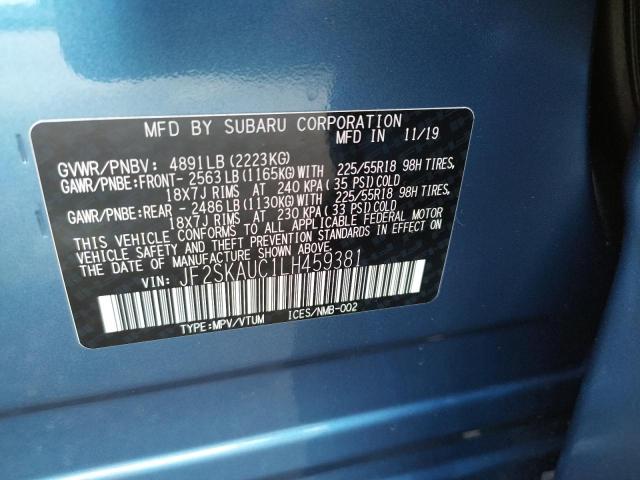 MFD BY SUBARU CORPORATION
MFD IN 11/19
GVWR/PNBV: 4891LB (2223KG)
GAWR/PNBE:FRONT- 2563LB (1165KG) WITH 225/55R18 98H TIRES,
18X7J RIMS AT 240 KPA (35 PSI) COLD
GAWR/PNBE:REAR - 2486LB (1130KG) WITH 225/55R18 98H TIRES,
18X7J RIMS AT 230 KPA (33 PSI) COLD
THIS VEHICLE CONFORMS TO ALL APPLICABLE FEDERAL MOTOR
VEHICLE SAFETY AND THEFT PREVENTION STANDARDS IN EFFECT ON
THE DATE OF MANUFACTURE SHOWN ABOVE.
VIN: JF2SKAUC1LH459381
TYPE:MPV/VTUM ICES/NMB-002